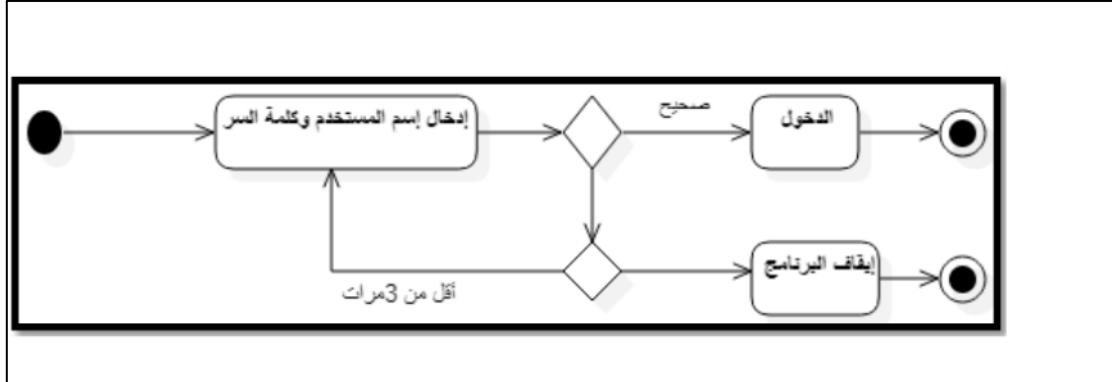 إدخال إسم المستخدم وكلمة السر
صحيح
الدخول
إيقاف البرنامج
أقل من 3مرات